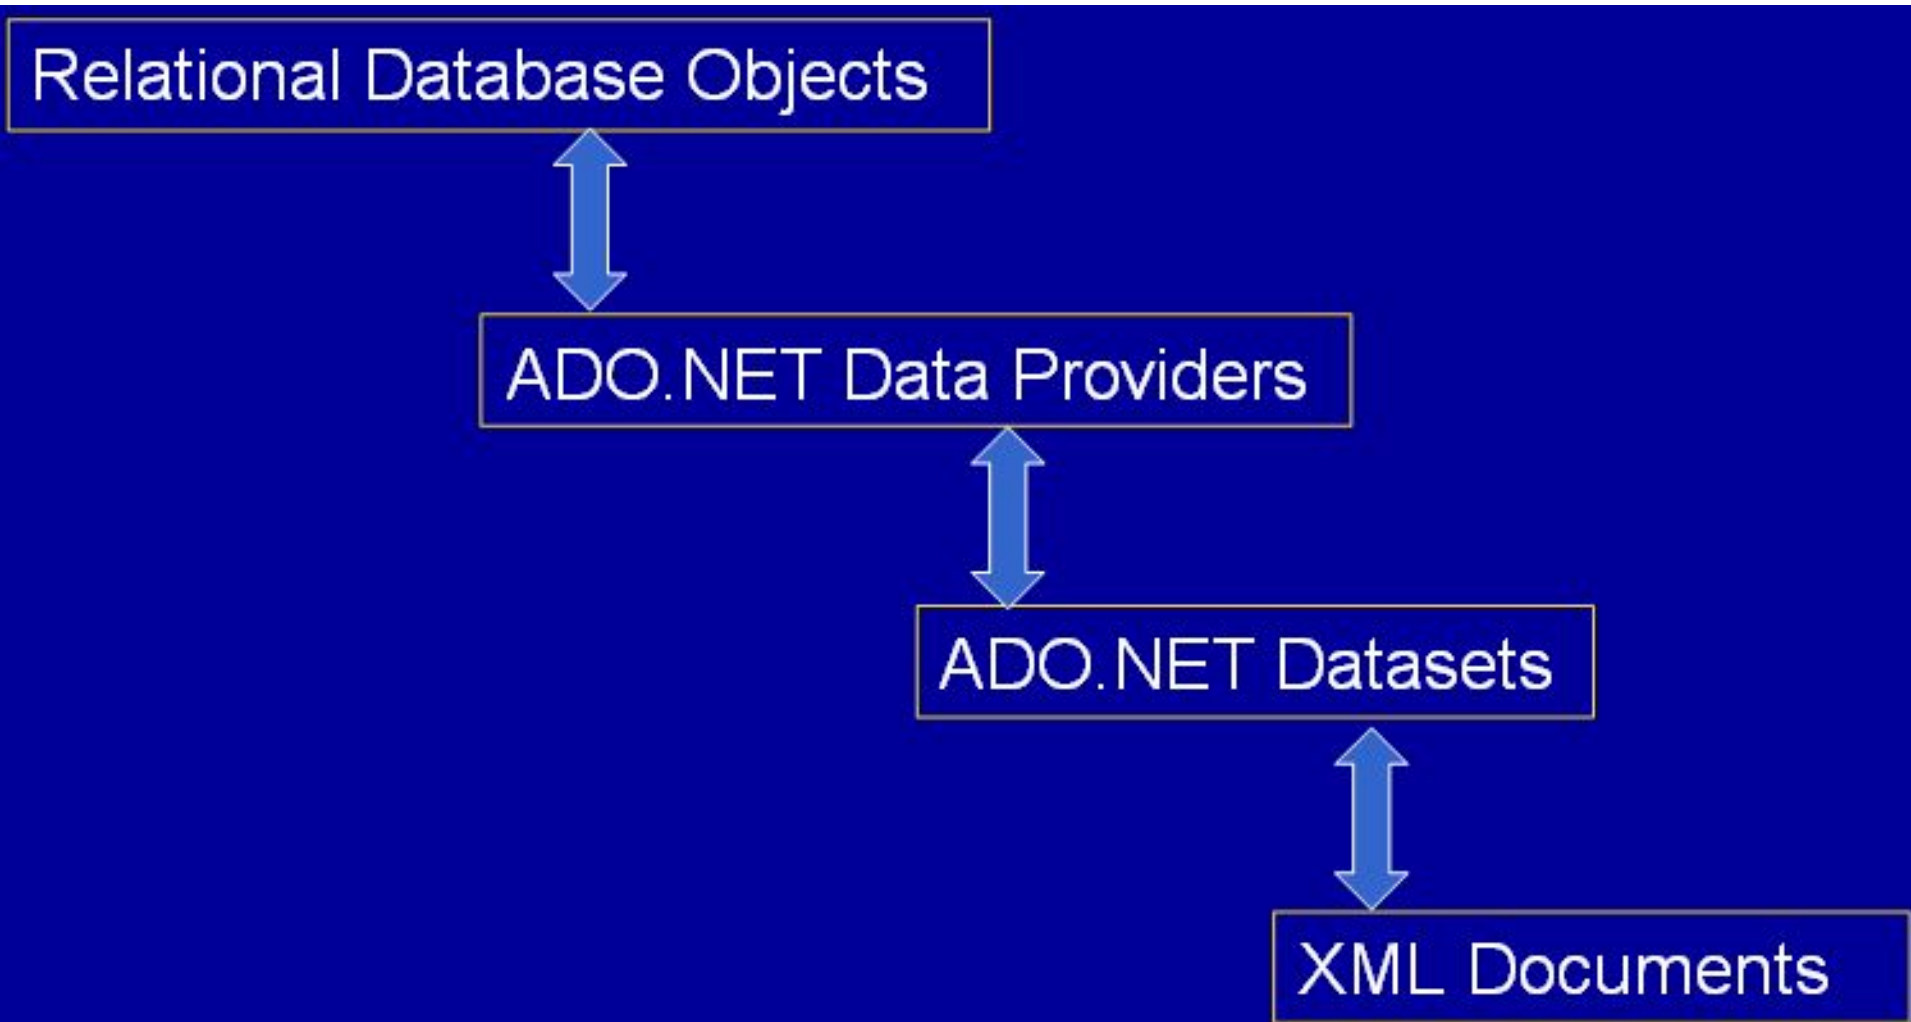 Relational Database Objects
ADO.NET Data Providers
ADO.NET Datasets
XML Documents